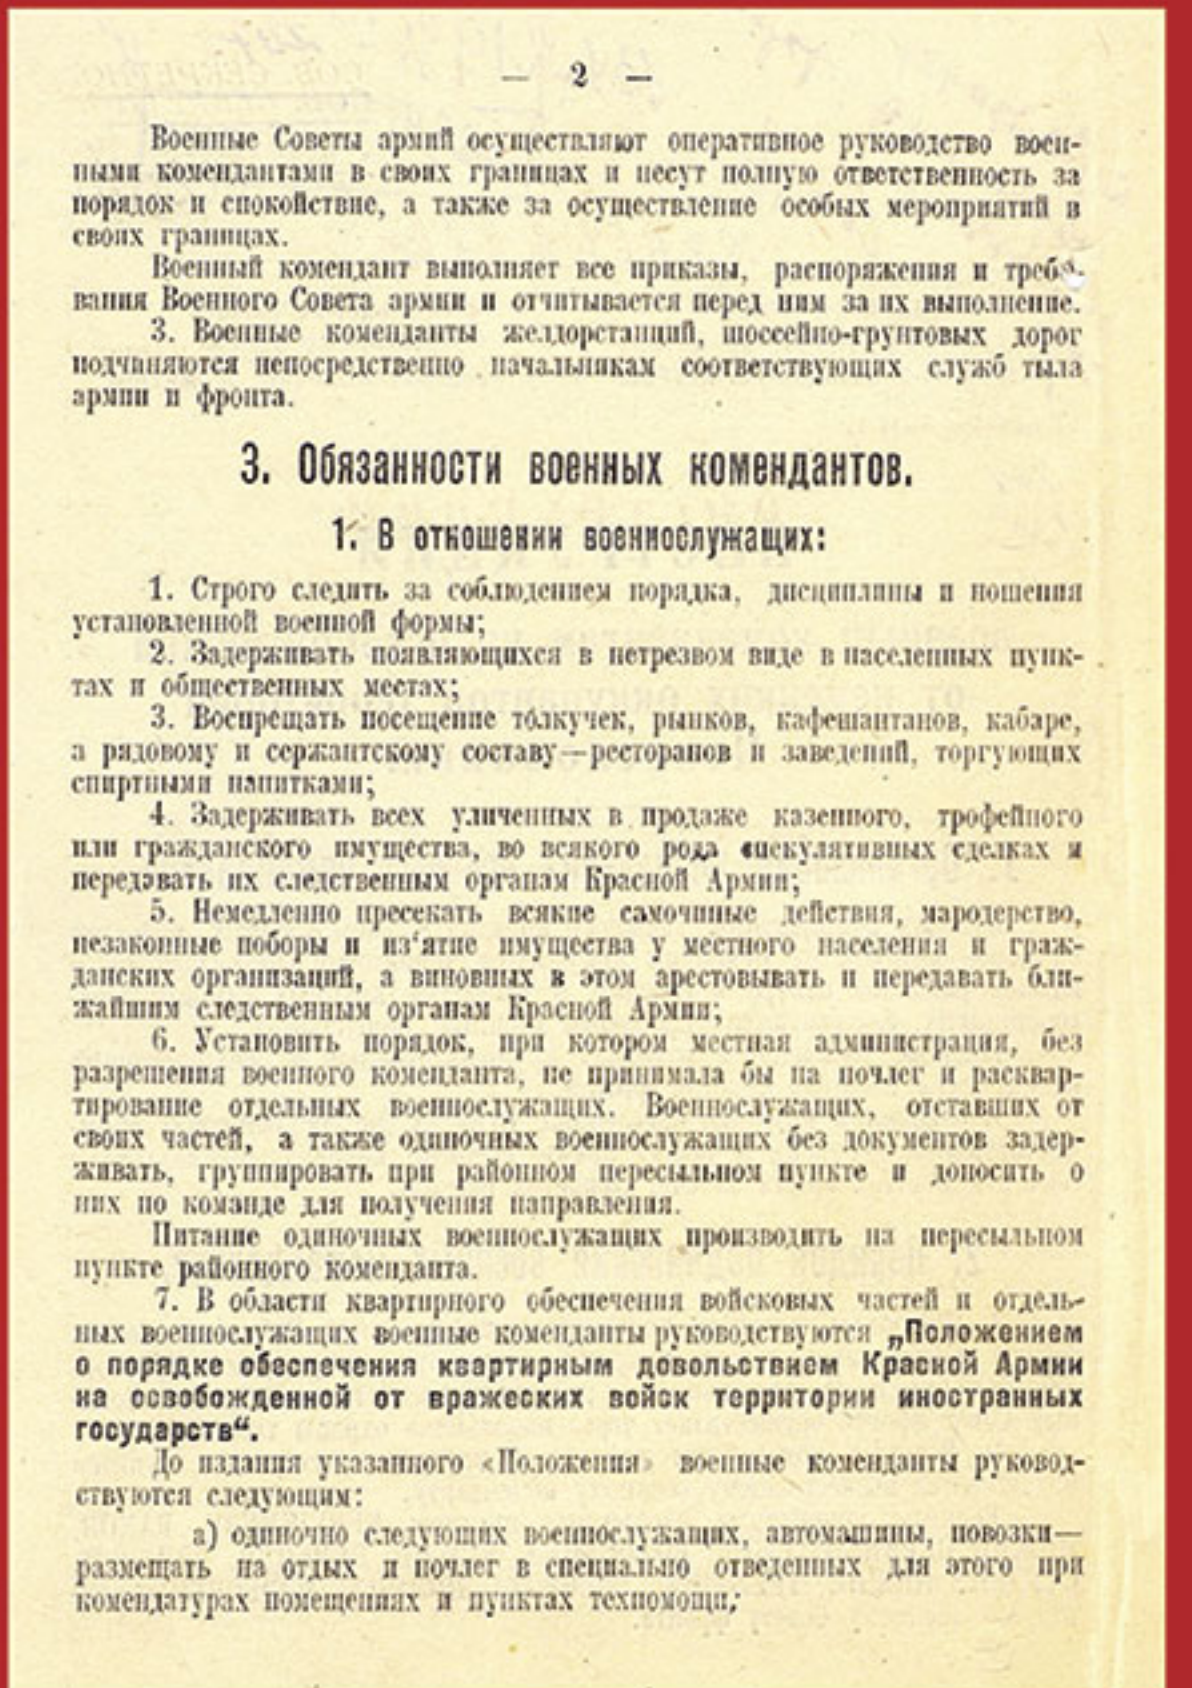 — 2 —
Военные Советы армий осуществляют оперативное руководство воен-
ными комендантами в своих границах и несут полную ответственность за
порядок и спокойствие, а также за осуществление особых мероприятий в
своих границах.
Военный комендант выполняет все приказы, распоряжения и требо-
вания Военного Совета армии и отчитывается перед ним за их выполнение.
3. Военные коменданты желдорстанций, шоссейно-грунтовых дорог
подчиняются непосредственно начальникам соответствующих служб тыла
армии и фронта.
3. Обязанности военных комендантов.
1. В отношении военнослужащих:
1. Строго следить за соблюдением порядка, дисциплины и ношения
установленной военной формы;
2. Задерживать появляющихся в нетрезвом виде в населенных пунк-
тах и общественных местах;
3. Воспрещать посещение толкучек, рынков, кафешантанов, кабаре,
а рядовому и сержантскому составу—ресторанов и заведений, торгующих
спиртными напитками;
4. Задерживать всех уличенных в продаже казенного, трофейного
или гражданского имущества, во всякого рода спекулятивных сделках и
передавать их следственным органам Красной Армии;
5. Немедленно пресекать всякие самочинные действия, мародерство,
незаконные поборы и из‘ятие имущества у местного населения и граж-
данских организаций, а виновных в этом арестовывать и передавать бли-
жайшим следственным органам Красной Армии;
6. Установить порядок, при котором местная администрация, без
разрешения военного коменданта, не принимала бы на ночлег и расквар-
тирование отдельных военнослужащих. Военнослужащих, отставших от
своих частей, а также одиночных военнослужащих без документов задер-
живать, группировать при районном пересыльном пункте и доносить о
них по команде для получения направления.
Питание одиночных военнослужащих производить на пересыльном
пункте районного коменданта.
7. В области квартирного обеспечения войсковых частей и отдель-
ных военнослужащих военные коменданты руководствуются „Положением
о порядке обеспечения квартирным довольствием Красной Армии
на освобожденной от вражеских войск территории иностранных
государств“.
До издания указанного «Положения» военные коменданты руковод-
ствуются следующим:
а) одиночно следующих военнослужащих, автомашины, повозки—
размещать на отдых и ночлег в специально отведенных для этого при
комендатурах помещениях и пунктах техпомощи;